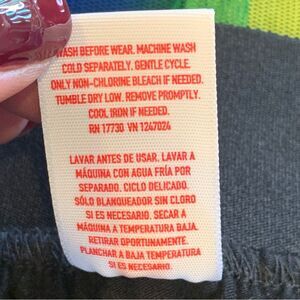 WASH BEFORE WEAR. MACHINE WASH
COLD SEPARATELY. GENTLE CYCLE.
ONLY NON-CHLORINE BLEACH IF NEEDED.
TUMBLE DRY LOW. REMOVE PROMPTLY.
COOL IRON IF NEEDED.
RN 17730 VN 1247024
LAVAR ANTES DE USAR. LAVAR A
MÁQUINA CON AGUA FRÍA POR
SEPARADO. CICLO DELICADO.
SÓLO BLANQUEADOR SIN CLORO
SI ES NECESARIO. SECAR A
MÁQUINA A TEMPERATURA BAJA.
RETIRAR OPORTUNAMENTE.
PLANCHAR A BAJA TEMPERATURA
SI ES NECESARIO.